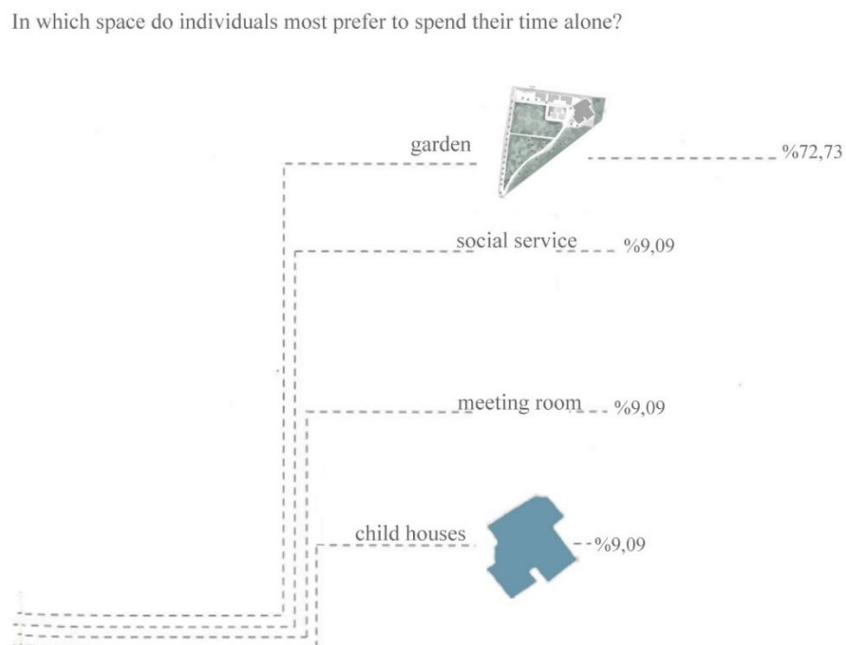 In which space do individuals most prefer to spend their time alone?
garden
%72,73
social service
%9,09
meeting room
%9,09
child houses
%9,09